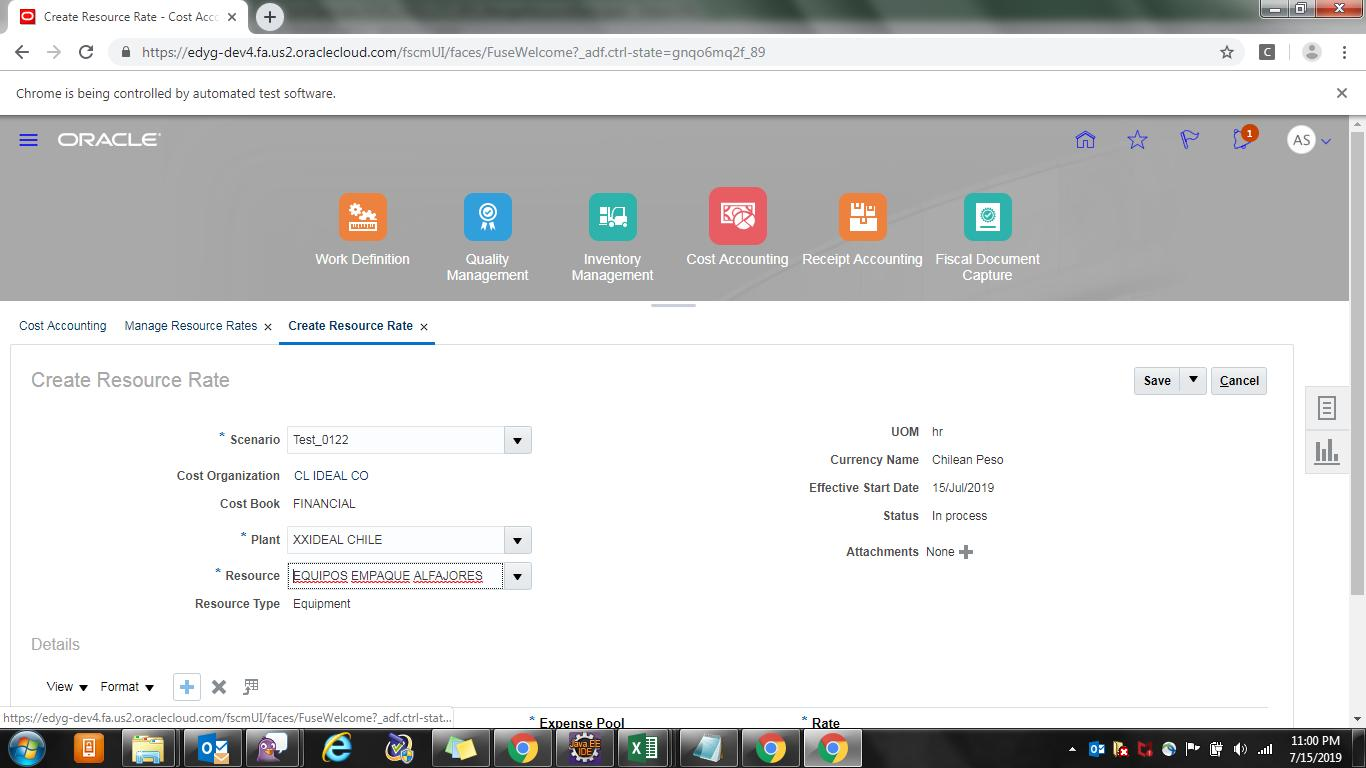 Create Resource Rate - Cost Acco
https://edyg-dev4.fa.us2.oraclecloud.com/fscmUI/faces/FuseWelcome?_adf.ctrl-state=gnqo6mq2f_89
C
Chrome is being controlled by automated test software.
ORACLE
1
AS
Work Definition
Quality Management
Inventory Management
Cost Accounting
Receipt Accounting
Fiscal Document Capture
Cost Accounting Manage Resource Rates × Create Resource Rate ×
Create Resource Rate
Save Cancel
* Scenario Test_0122
Cost Organization CL IDEAL CO
Cost Book FINANCIAL
* Plant XXIDEAL CHILE
* Resource EQUIPOS EMPAQUE ALFAJORES
Resource Type Equipment
UOM hr
Currency Name Chilean Peso
Effective Start Date 15/Jul/2019
Status In process
Attachments None
Details
View Format
https://edyg-dev4.fa.us2.oraclecloud.com/fscmUI/faces/FuseWelcome?_adf.ctrl-stat...
* Expense Pool * Rate
Java EE
IDE
11:00 PM
7/15/2019